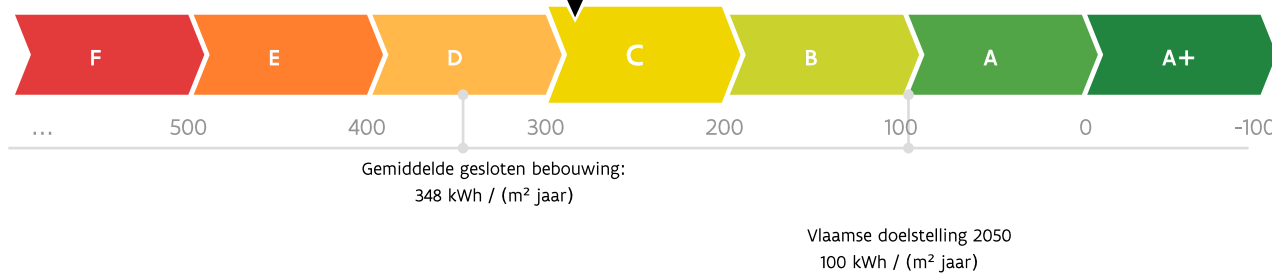 F E D C B A A+
... 500 400 300 200 100 0 -100
Gemiddelde gesloten bebouwing:
348 kWh / (m² jaar)
Vlaamse doelstelling 2050
100 kWh / (m² jaar)